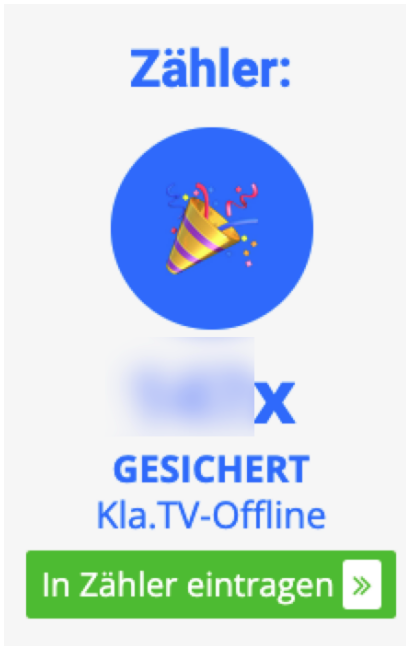 Zähler:
x
GESICHERT
Kla.TV-Offline
In Zähler eintragen »